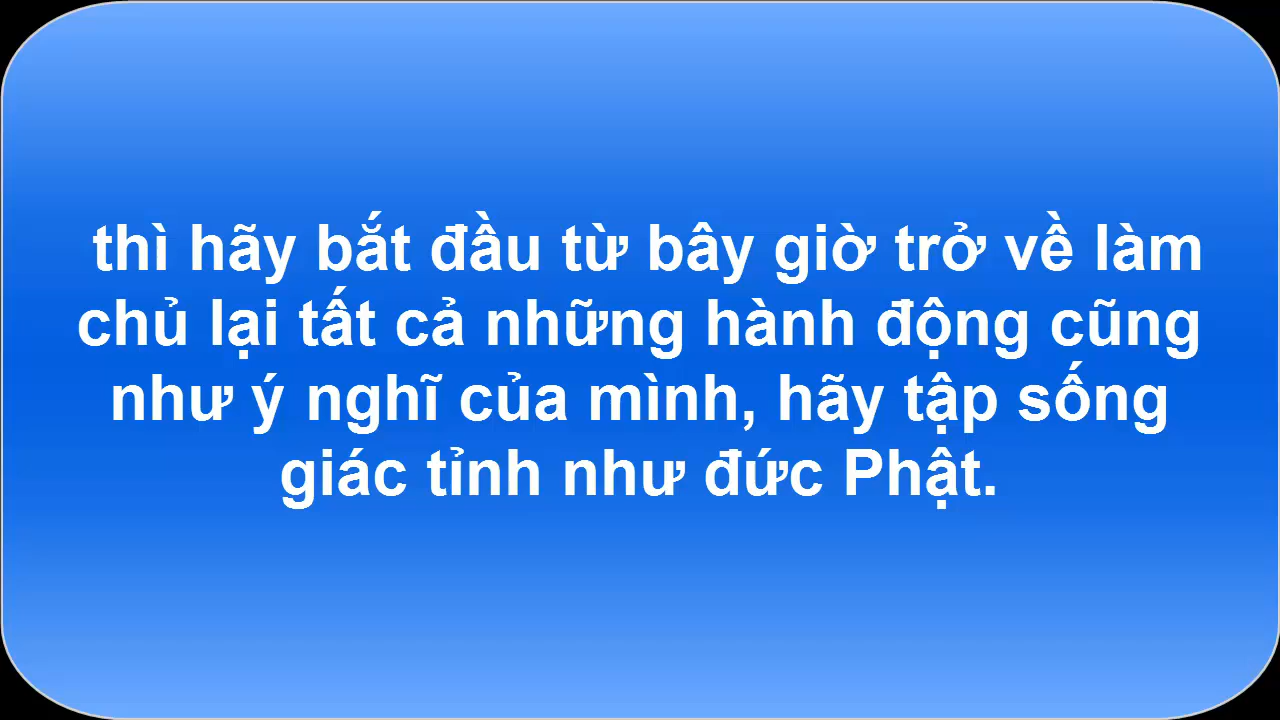 thì hãy bắt đầu từ bây giờ trở về làm
chủ lại tất cả những hành động cũng
như ý nghĩ của mình, hãy tập sống
giác tỉnh như đức Phật.